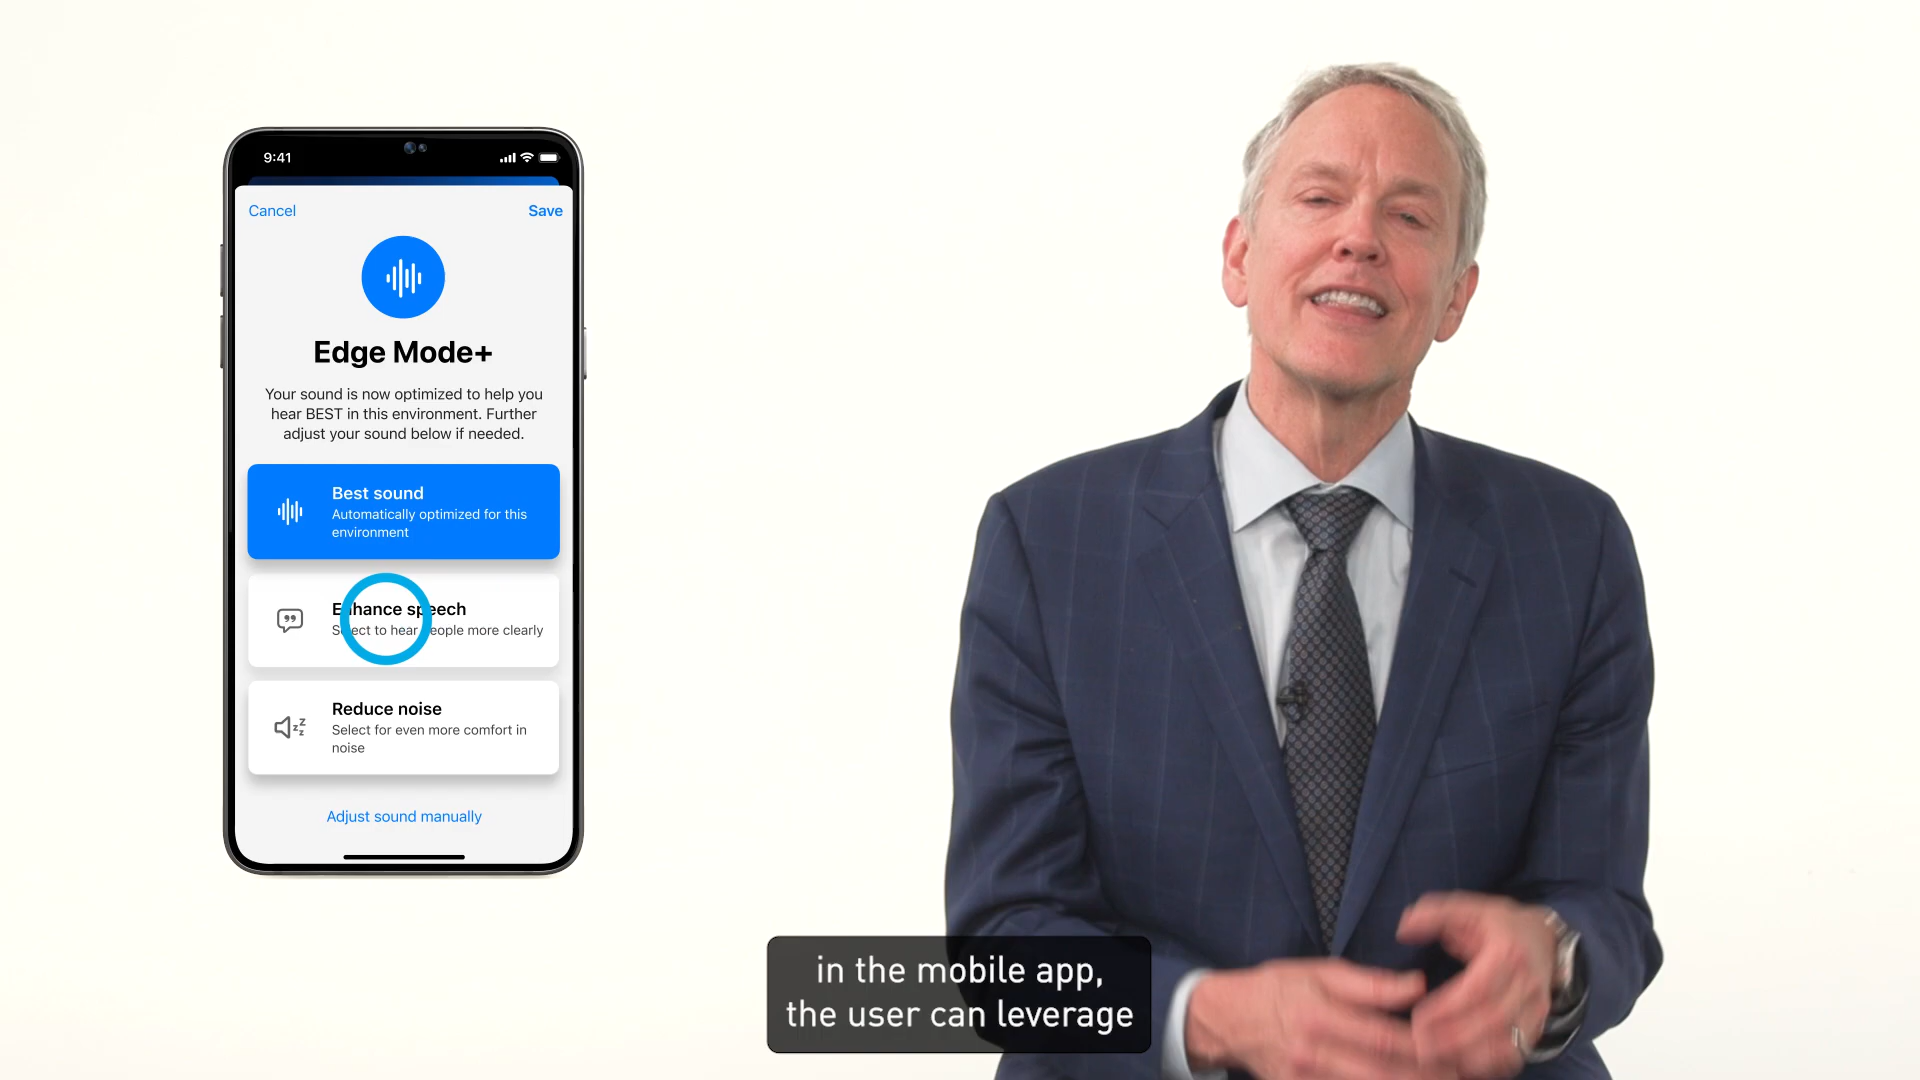 9:41
Cancel
Save
Edge Mode+
Your sound is now optimized to help you
hear BEST in this environment. Further
adjust your sound below if needed.
Best sound
Automatically optimized for this
environment
Enhance speech
Select to hear people more clearly
Reduce noise
Select for even more comfort in
noise
Adjust sound manually
in the mobile app,
the user can leverage